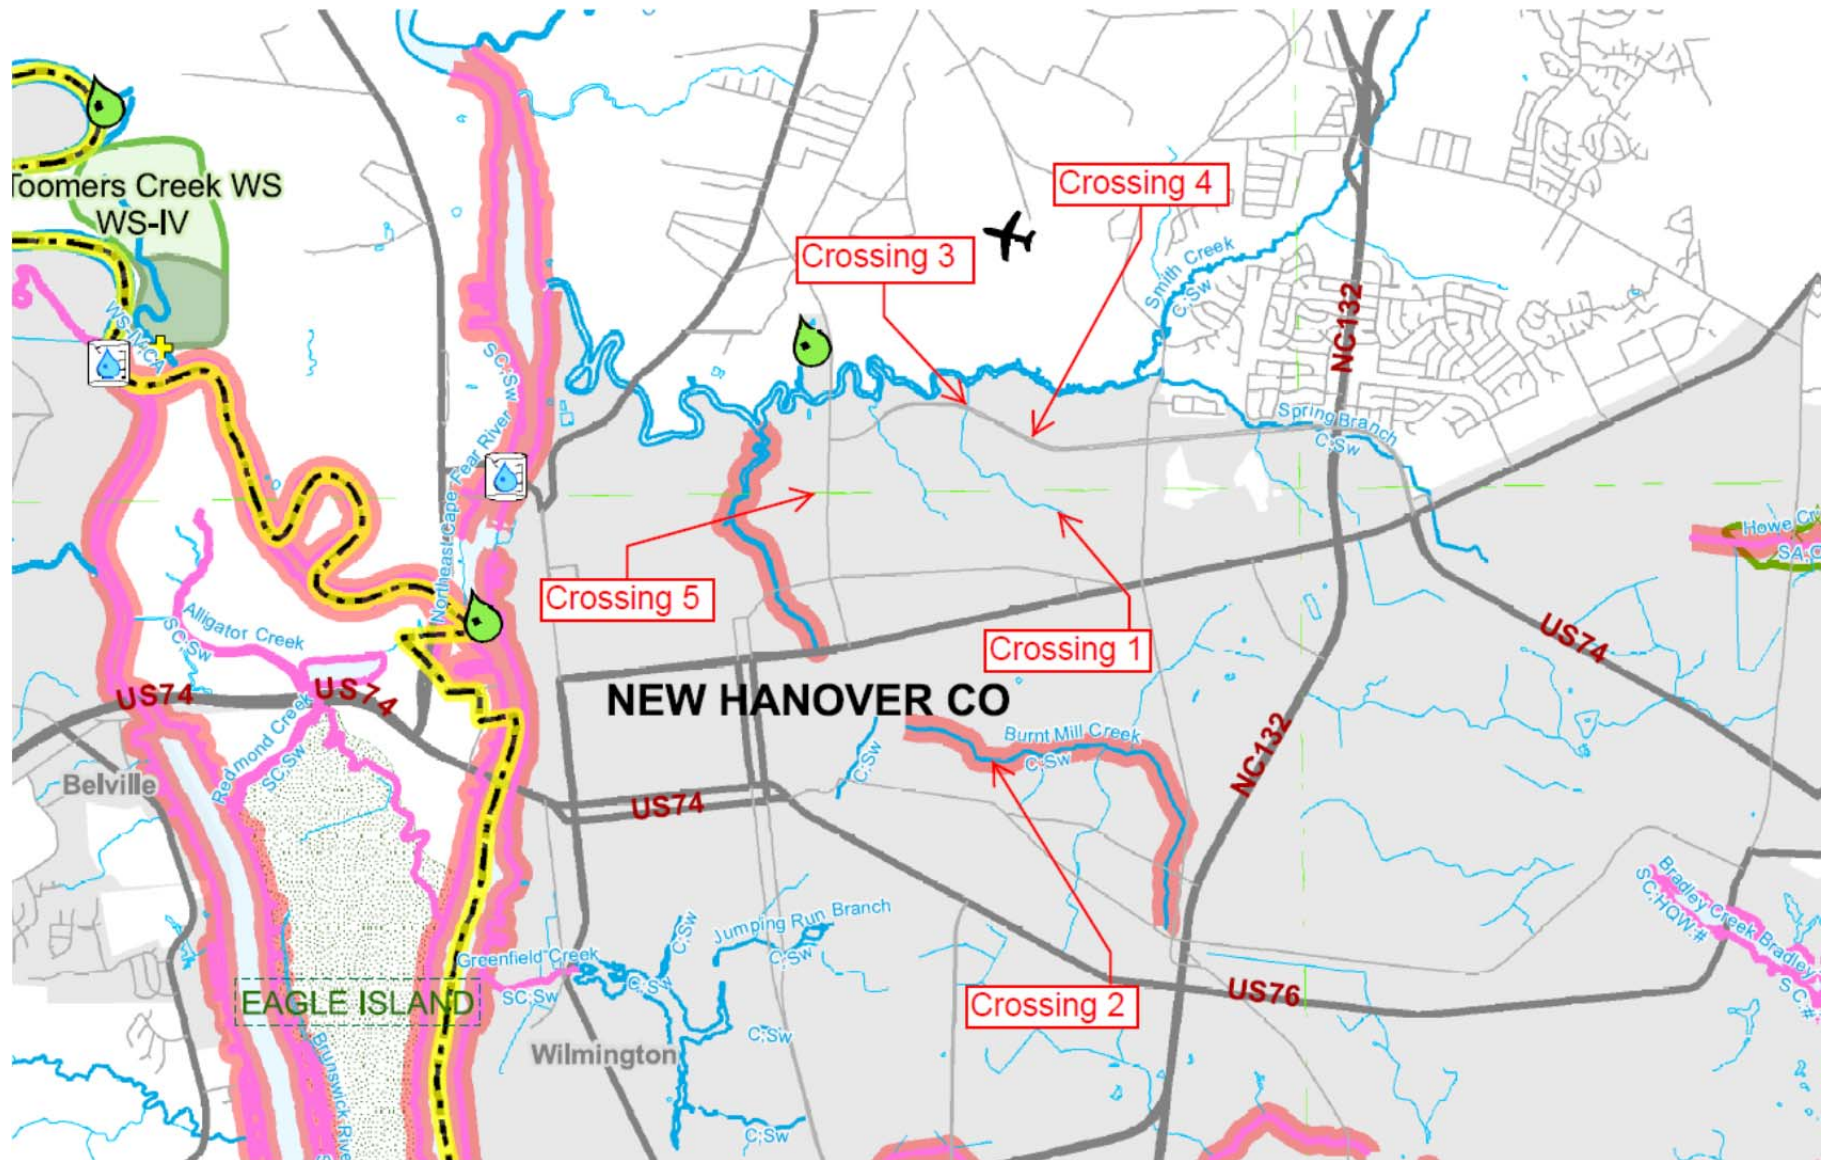 Toomers Creek WS
WS-IV
WS-IV;CA
Crossing 4
Crossing 3
Smith Creek
C;Sw
NC132
SC;Sw
Northeast Cape Fear River
Spring Branch
C;Sw
Howe Cr
SA;O
Crossing 5
Crossing 1
Alligator Creek
SC;Sw
US74
US74
US74
NEW HANOVER CO
Redmond Creek
SC;Sw
Burnt Mill Creek
C;Sw
C;Sw
NC132
Belville
US74
Bradley Creek
Bradley
SC;HQW;#
SC;#
Jumping Run Branch
C;Sw
C;Sw
Greenfield Creek
SC;Sw
C;Sw
EAGLE ISLAND
Crossing 2
US76
Wilmington
C;Sw
Brunswick Rive
C;Sw